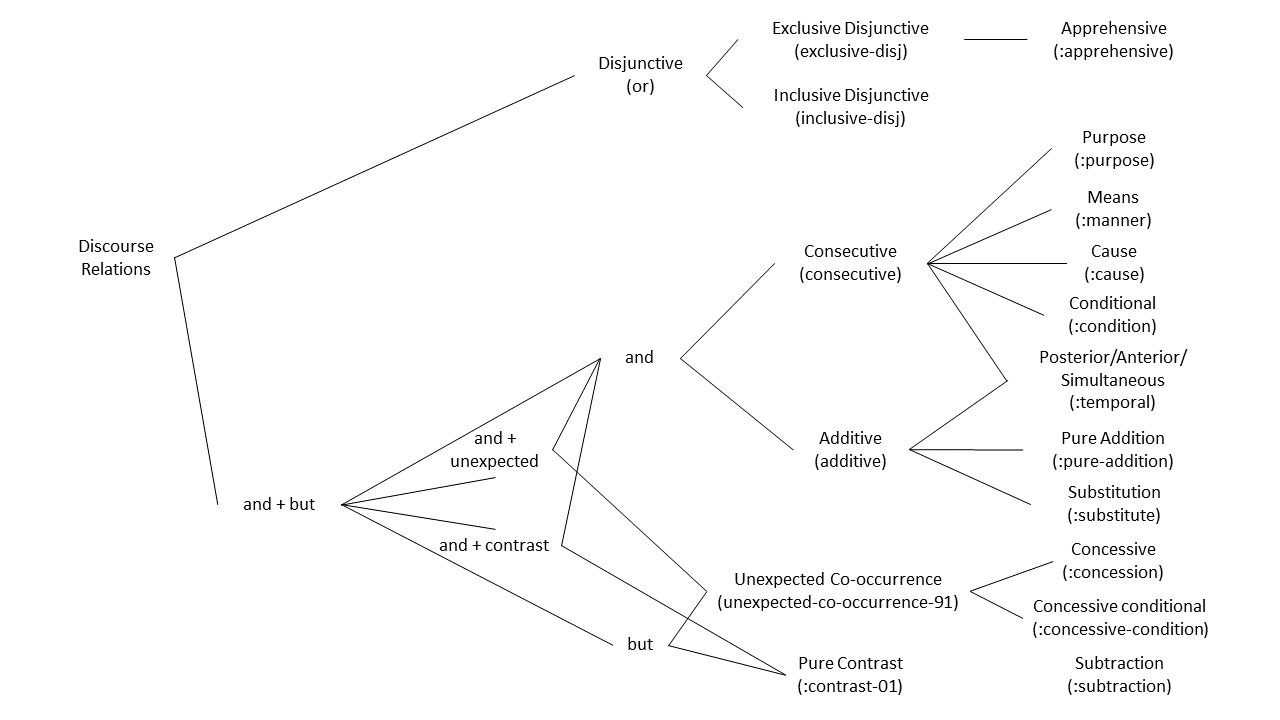 Exclusive Disjunctive
(exclusive-disj)
Apprehensive
(:apprehensive)
Disjunctive
(or)
Inclusive Disjunctive
(inclusive-disj)
Purpose
(:purpose)
Means
(:manner)
Discourse
Relations
Consecutive
(consecutive)
Cause
(:cause)
Conditional
(:condition)
and
Posterior/Anterior/
Simultaneous
(:temporal)
and +
unexpected
Additive
(additive)
Pure Addition
(:pure-addition)
and + but
Substitution
(:substitute)
and + contrast
Concessive
(:concession)
Unexpected Co-occurrence
(unexpected-co-occurrence-91)
Concessive conditional
(:concessive-condition)
but
Pure Contrast
(:contrast-01)
Subtraction
(:subtraction)